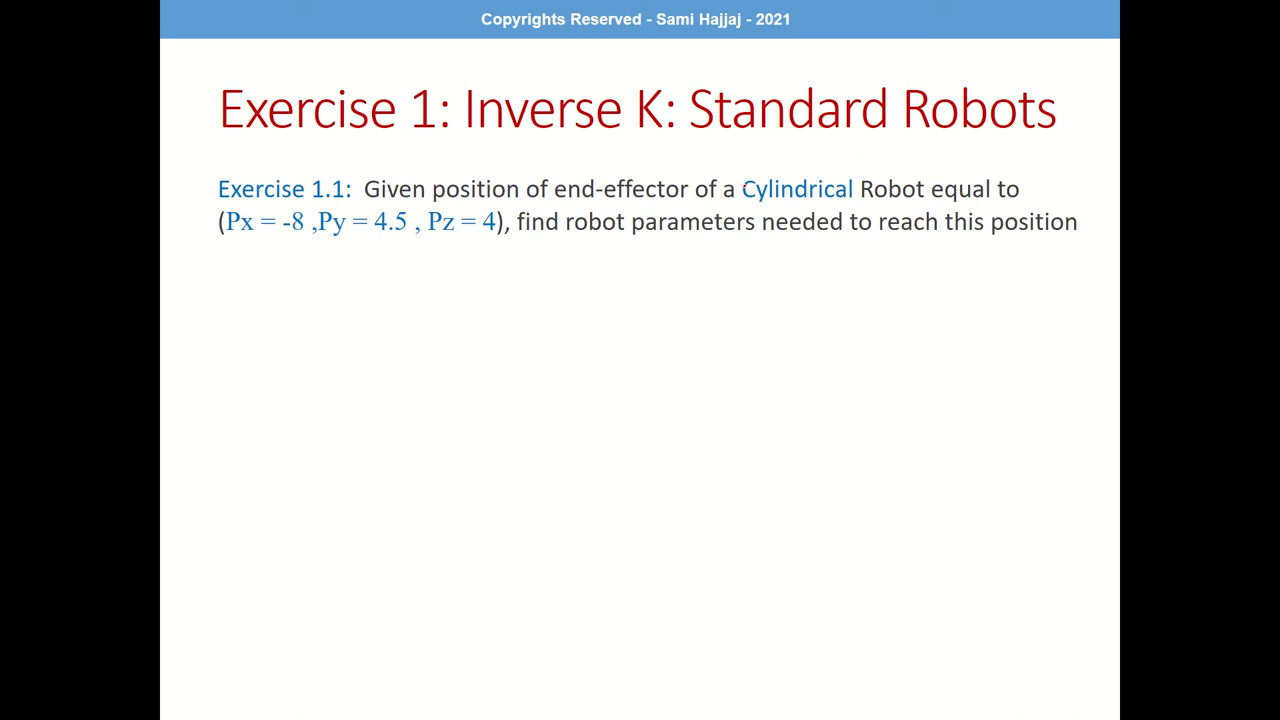 Copyrights Reserved - Sami Hajjaj - 2021
Exercise 1: Inverse K: Standard Robots
Exercise 1.1: Given position of end-effector of a Cylindrical Robot equal to
(Px = -8 ,Py = 4.5 , Pz = 4), find robot parameters needed to reach this position